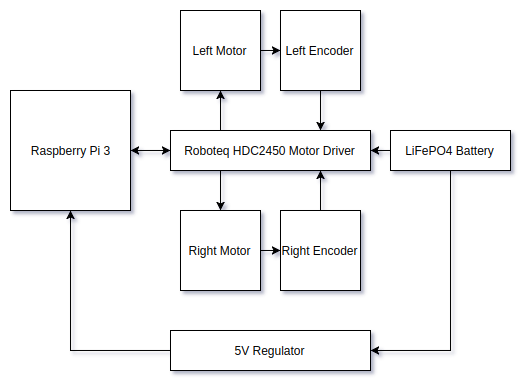 Left Motor
Left Encoder
Raspberry Pi 3
Roboteq HDC2450 Motor Driver
LiFePO4 Battery
Right Motor
Right Encoder
5V Regulator